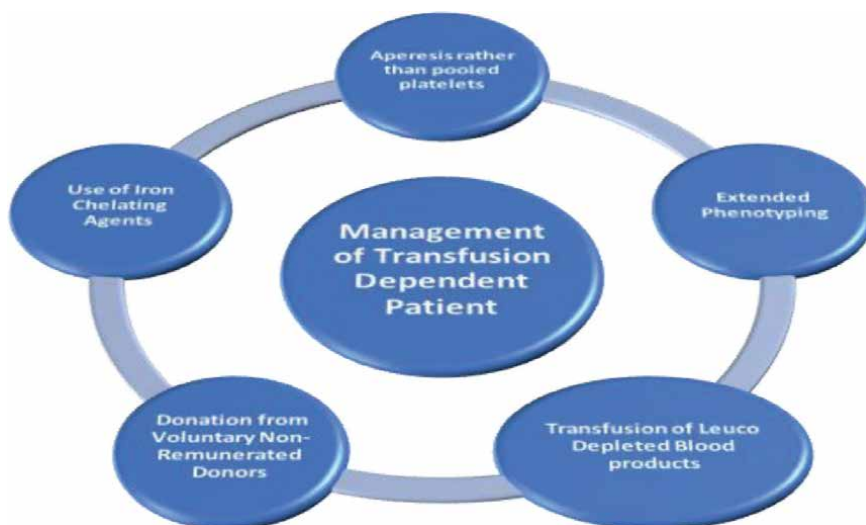 Aperesis rather
than pooled
platelets
Use of Iron
Chelating
Agents
Extended
Phenotyping
Management
of Transfusion
Dependent
Patient
Donation from
Voluntary Non-
Remunerated
Donors
Transfusion of Leuco
Depleted Blood
products